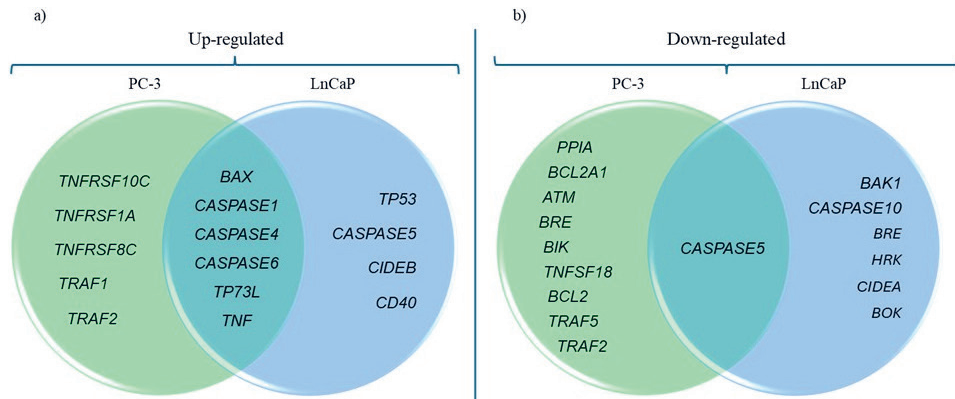 a)
Up-regulated
PC-3
LnCaP
TNFRSF10C
TNFRSF1A
TNFRSF8C
TRAF1
TRAF2
BAX
CASPASE1
CASPASE4
CASPASE6
TP73L
TNF
TP53
CASPASE5
CIDEB
CD40
b)
Down-regulated
PC-3
LnCaP
PPIA
BCL2A1
ATM
BRE
BIK
TNFSF18
BCL2
TRAF5
TRAF2
CASPASE5
BAK1
CASPASE10
BRE
HRK
CIDEA
BOK